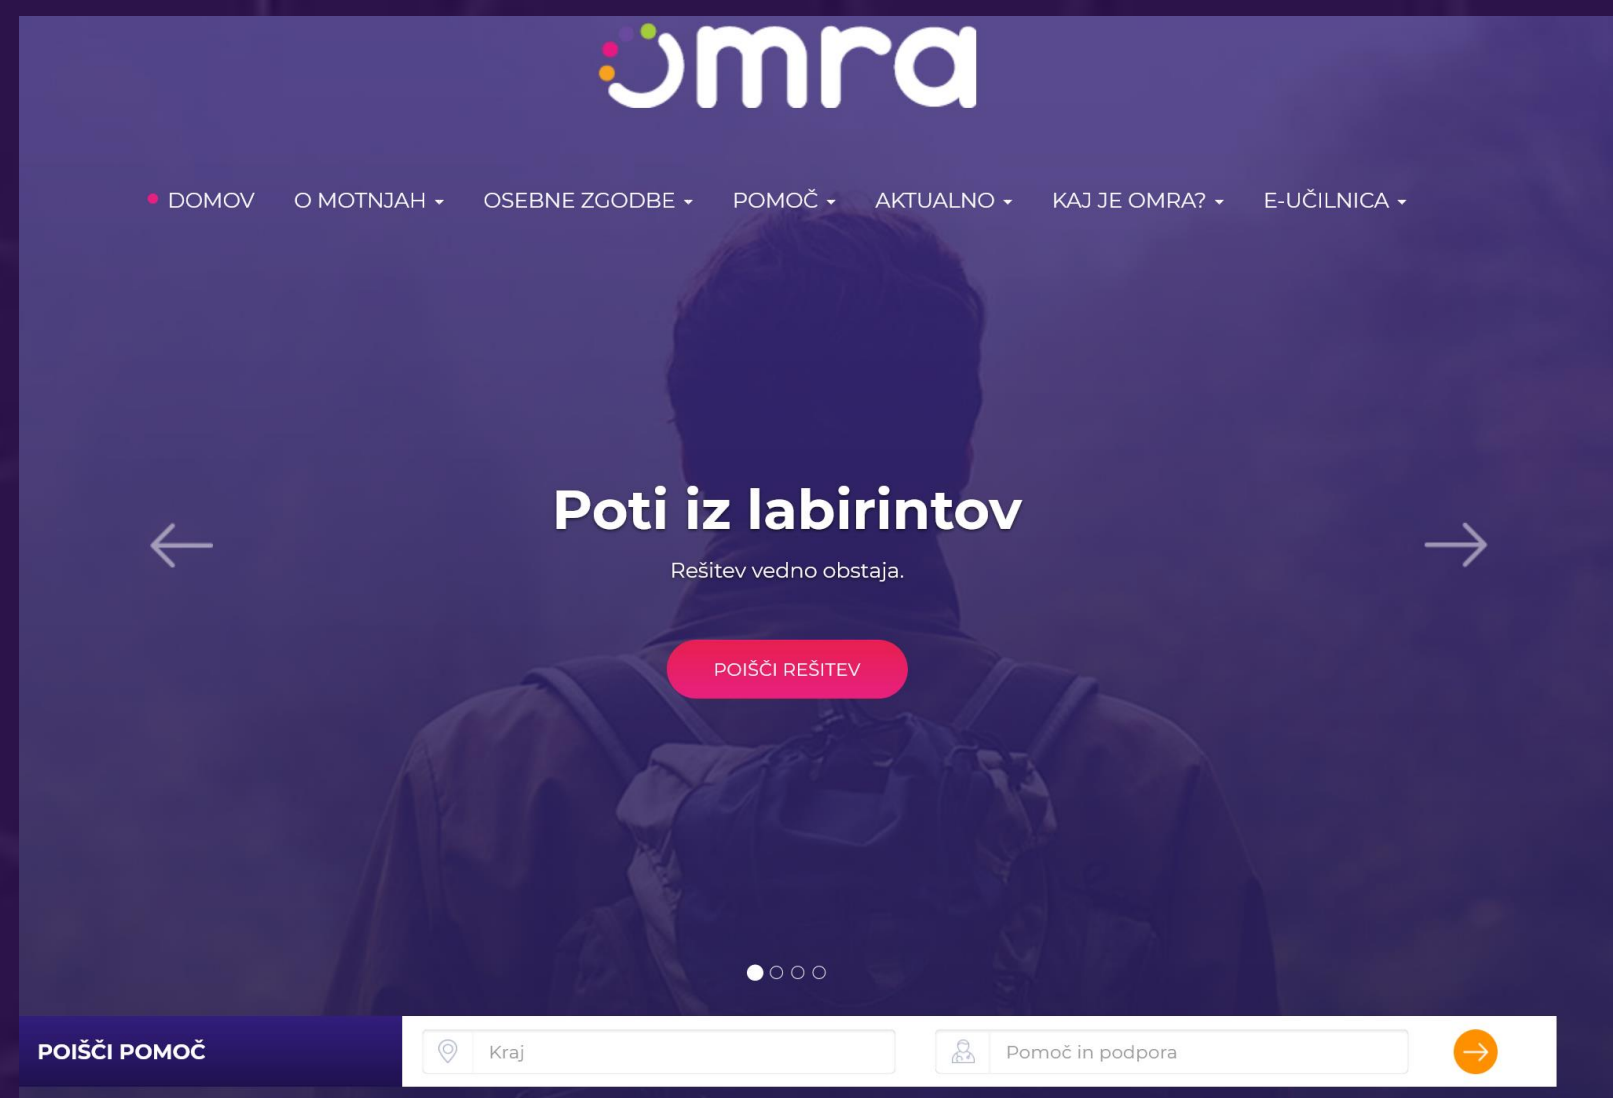 omra
DOMOV O MOTNJAH OSEBNE ZGODBE POMOČ AKTUALNO KAJ JE OMRA? E-UČILNICA
Poti iz labirintov
Rešitev vedno obstaja.
POIŠČI REŠITEV
POIŠČI POMOČ Kraj Pomoč in podpora